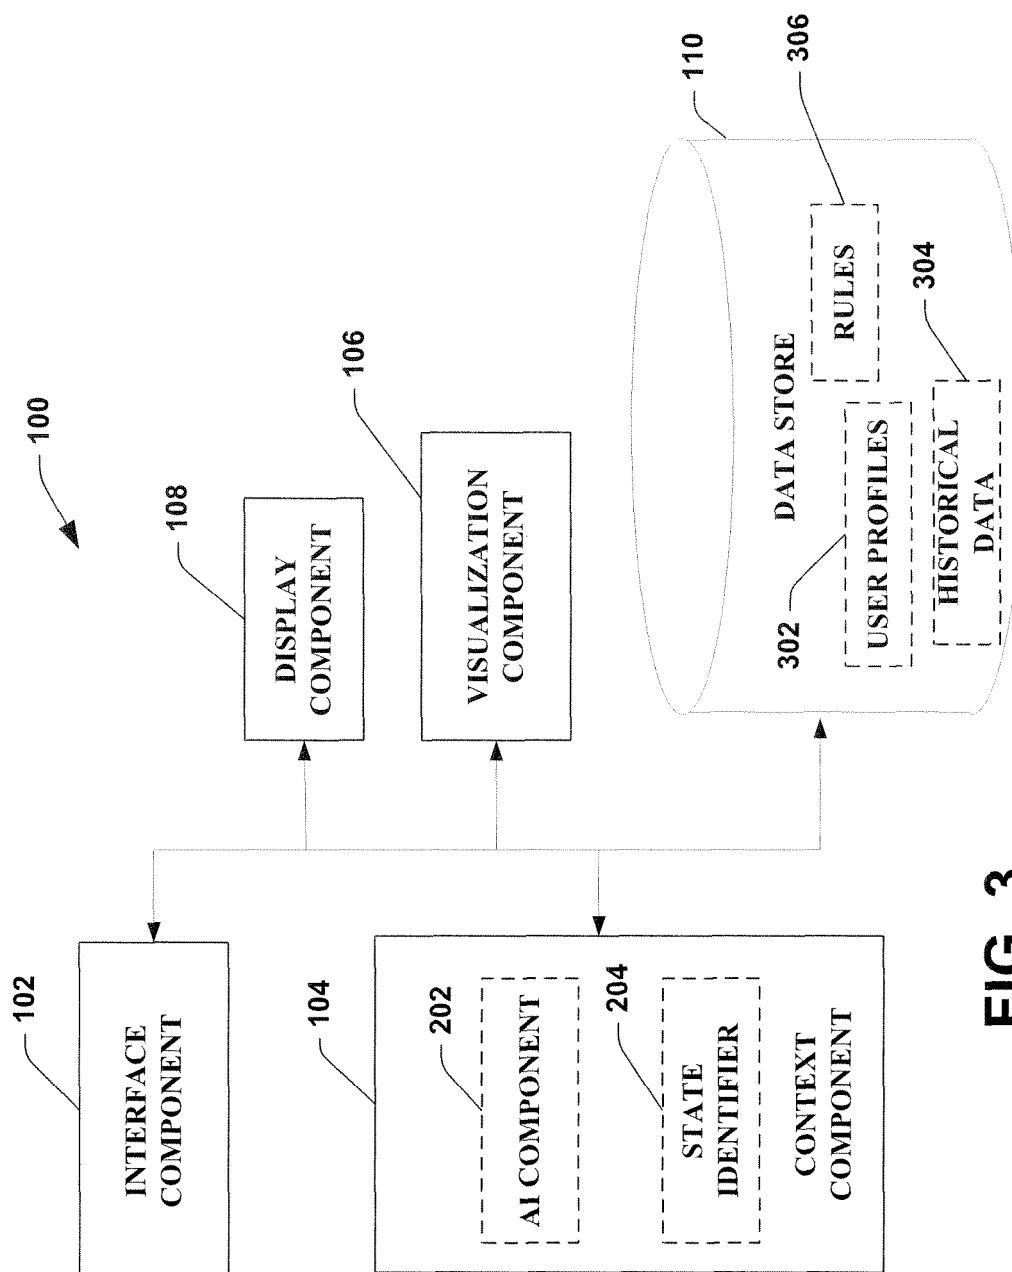 100
102
INTERFACE
COMPONENT
108
DISPLAY
COMPONENT
104
202
AI COMPONENT
204
STATE
IDENTIFIER
CONTEXT
COMPONENT
106
VISUALIZATION
COMPONENT
110
DATA STORE
306
RULES
302
USER PROFILES
304
HISTORICAL
DATA
FIG. 3